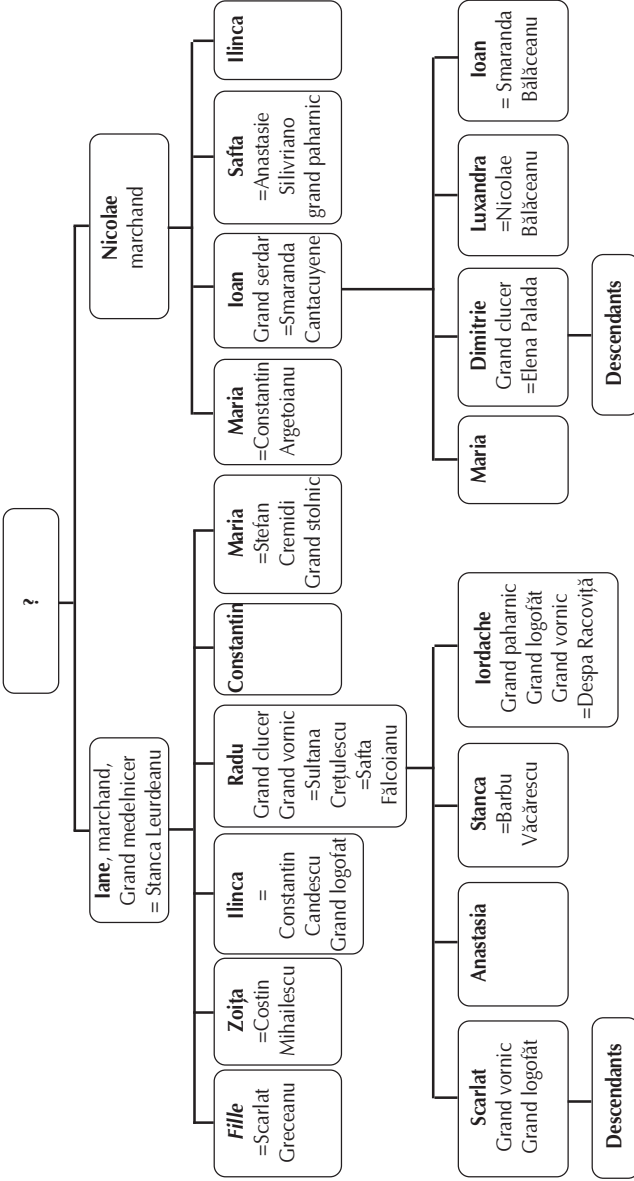 ?
Iane, marchand,
Grand medelnicer
= Stanca Leurdeanu
Nicolae
marchand
Fille
=Scarlat
Greceanu
Zoița
=Costin
Mihailescu
Ilinca
=
Constantin
Candescu
Grand logofat
Radu
Grand clucer
Grand vornic
=Sultana
Crețulescu
=Safta
Fălcoianu
Constantin
Maria
=Stefan
Cremidi
Grand stolnic
Maria
=Constantin
Argetoianu
Ioan
Grand serdar
=Smaranda
Cantacuyene
Safta
=Anastasie
Silivriano
grand paharnic
Ilinca
Scarlat
Grand vornic
Grand logofăt
Anastasia
Stanca
=Barbu
Văcărescu
Iordache
Grand paharnic
Grand logofăt
Grand vornic
=Despa Racoviță
Maria
Dimitrie
Grand clucer
=Elena Palada
Luxandra
=Nicolae
Bălăceanu
Ioan
= Smaranda
Bălăceanu
Descendants
Descendants